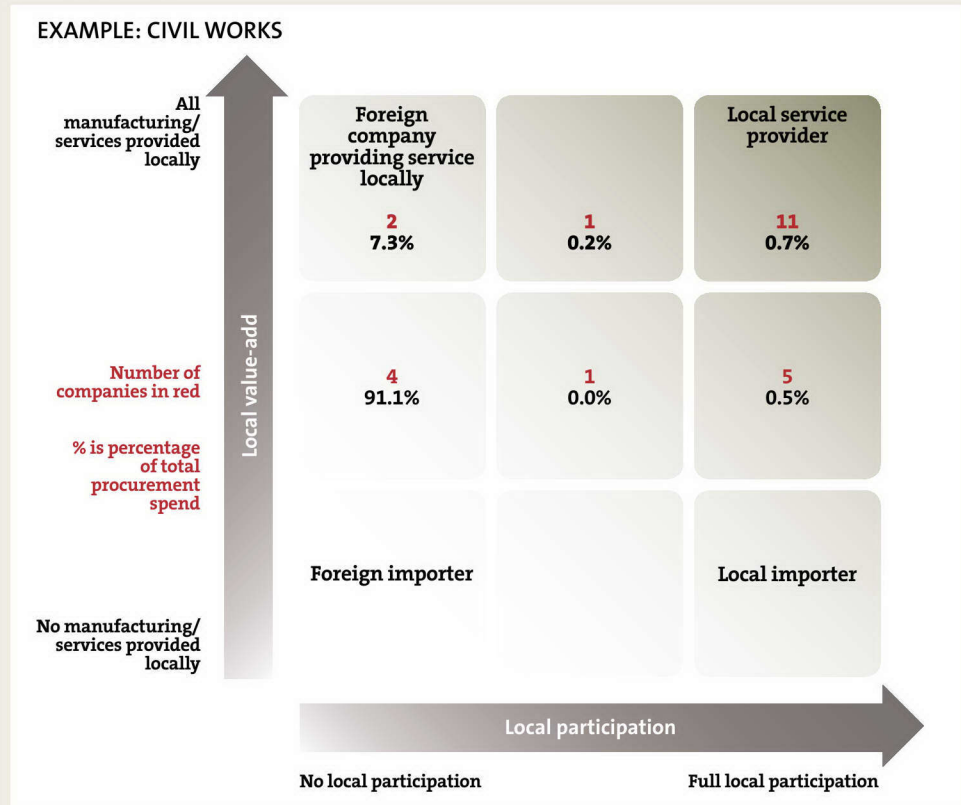 EXAMPLE: CIVIL WORKS
All
manufacturing/
services provided
locally
Foreign
company
providing service
locally
2
7.3%
1
0.2%
Local service
provider
11
0.7%
Local value-add
Number of
companies in red
% is percentage
of total
procurement
spend
4
91.1%
1
0.0%
5
0.5%
Foreign importer
Local importer
No manufacturing/
services provided
locally
Local participation
No local participation
Full local participation